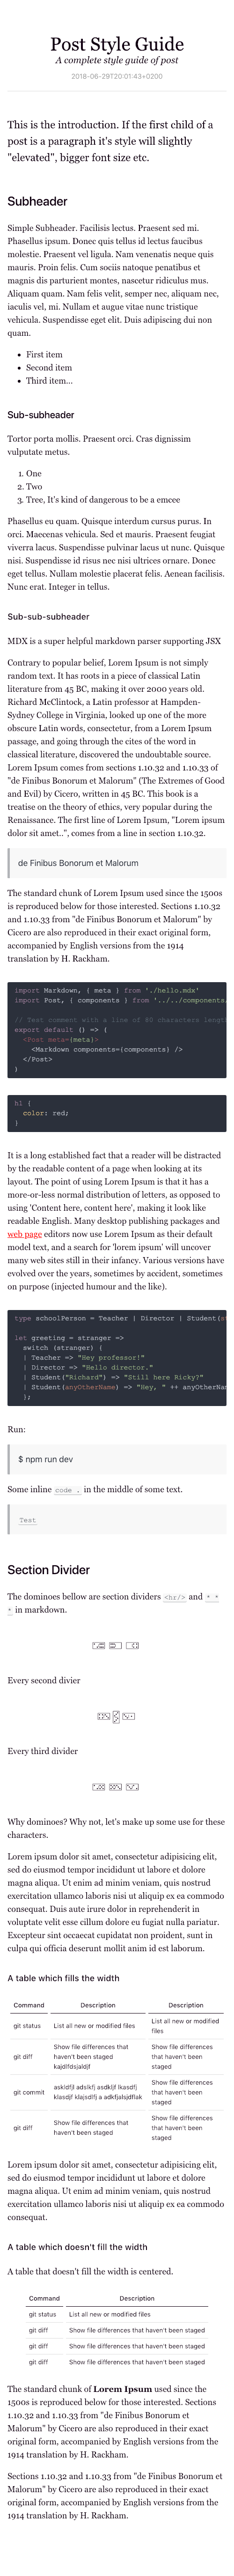 Post Style Guide
A complete style guide of post
2018-06-29T20:01:43+0200
This is the introduction. If the first child of a
post is a paragraph it's style will slightly
"elevated", bigger font size etc.
Subheader
Simple Subheader. Facilisis lectus. Praesent sed mi.
Phasellus ipsum. Donec quis tellus id lectus faucibus
molestie. Praesent vel ligula. Nam venenatis neque quis
mauris. Proin felis. Cum sociis natoque penatibus et
magnis dis parturient montes, nascetur ridiculus mus.
Aliquam quam. Nam felis velit, semper nec, aliquam nec,
iaculis vel, mi. Nullam et augue vitae nunc tristique
vehicula. Suspendisse eget elit. Duis adipiscing dui non
quam.
• First item
• Second item
• Third item...
Sub-subheader
Tortor porta mollis. Praesent orci. Cras dignissim
vulputate metus.
1. One
2. Two
3. Tree, It's kind of dangerous to be a emcee
Phasellus eu quam. Quisque interdum cursus purus. In
orci. Maecenas vehicula. Sed et mauris. Praesent feugiat
viverra lacus. Suspendisse pulvinar lacus ut nunc. Quisque
nisi. Suspendisse id risus nec nisi ultrices ornare. Donec
eget tellus. Nullam molestie placerat felis. Aenean facilisis.
Nunc erat. Integer in tellus.
Sub-sub-subheader
MDX is a super helpful markdown parser supporting JSX
Contrary to popular belief, Lorem Ipsum is not simply
random text. It has roots in a piece of classical Latin
literature from 45 BC, making it over 2000 years old.
Richard McClintock, a Latin professor at Hampden-
Sydney College in Virginia, looked up one of the more
obscure Latin words, consectetur, from a Lorem Ipsum
passage, and going through the cites of the word in
classical literature, discovered the undoubtable source.
Lorem Ipsum comes from sections 1.10.32 and 1.10.33 of
"de Finibus Bonorum et Malorum" (The Extremes of Good
and Evil) by Cicero, written in 45 BC. This book is a
treatise on the theory of ethics, very popular during the
Renaissance. The first line of Lorem Ipsum, "Lorem ipsum
dolor sit amet..", comes from a line in section 1.10.32.
de Finibus Bonorum et Malorum
The standard chunk of Lorem Ipsum used since the 1500s
is reproduced below for those interested. Sections 1.10.32
and 1.10.33 from "de Finibus Bonorum et Malorum" by
Cicero are also reproduced in their exact original form,
accompanied by English versions from the 1914
translation by H. Rackham.
import Markdown, { meta } from './hello.mdx'
import Post, { components } from '../../components.
// Test comment with a line of 80 characters lengt
export default () => (
<Post meta={meta}>
<Markdown components={components} />
</Post>
)
h1 {
color: red;
}
It is a long established fact that a reader will be distracted
by the readable content of a page when looking at its
layout. The point of using Lorem Ipsum is that it has a
more-or-less normal distribution of letters, as opposed to
using 'Content here, content here', making it look like
readable English. Many desktop publishing packages and
web page editors now use Lorem Ipsum as their default
model text, and a search for 'lorem ipsum' will uncover
many web sites still in their infancy. Various versions have
evolved over the years, sometimes by accident, sometimes
on purpose (injected humour and the like).
type schoolPerson = Teacher | Director | Student(s
let greeting = stranger =>
switch (stranger) {
| Teacher => "Hey professor!"
| Director => "Hello director."
| Student("Richard") => "Still here Ricky?"
| Student(anyOtherName) => "Hey, " ++ anyOtherNa
};
Run:
$ npm run dev
Some inline code . in the middle of some text.
Test
Section Divider
The dominoes bellow are section dividers <hr/> and * *
* in markdown.
Every second divier
Every third divider
Why dominoes? Why not, let's make up some use for these
characters.
Lorem ipsum dolor sit amet, consectetur adipisicing elit,
sed do eiusmod tempor incididunt ut labore et dolore
magna aliqua. Ut enim ad minim veniam, quis nostrud
exercitation ullamco laboris nisi ut aliquip ex ea commodo
consequat. Duis aute irure dolor in reprehenderit in
voluptate velit esse cillum dolore eu fugiat nulla pariatur.
Excepteur sint occaecat cupidatat non proident, sunt in
culpa qui officia deserunt mollit anim id est laborum.
A table which fills the width
Command Description Description
git status List all new or modified files List all new or modified
files
git diff Show file differences that
haven't been staged
kajdlfdsjaldjf Show file differences
that haven't been
staged
git commit askldfjl adslkfj asdkljf lkasdfj
klasdjf klajsdlfj a adkfjalsjdflak Show file differences
that haven't been
staged
git diff Show file differences that
haven't been staged Show file differences
that haven't been
staged
Lorem ipsum dolor sit amet, consectetur adipisicing elit,
sed do eiusmod tempor incididunt ut labore et dolore
magna aliqua. Ut enim ad minim veniam, quis nostrud
exercitation ullamco laboris nisi ut aliquip ex ea commodo
consequat.
A table which doesn't fill the width
A table that doesn't fill the width is centered.
Command Description
git status List all new or modified files
git diff Show file differences that haven't been staged
git diff Show file differences that haven't been staged
git diff Show file differences that haven't been staged
The standard chunk of Lorem Ipsum used since the
1500s is reproduced below for those interested. Sections
1.10.32 and 1.10.33 from "de Finibus Bonorum et
Malorum" by Cicero are also reproduced in their exact
original form, accompanied by English versions from the
1914 translation by H. Rackham.
Sections 1.10.32 and 1.10.33 from "de Finibus Bonorum et
Malorum" by Cicero are also reproduced in their exact
original form, accompanied by English versions from the
1914 translation by H. Rackham.